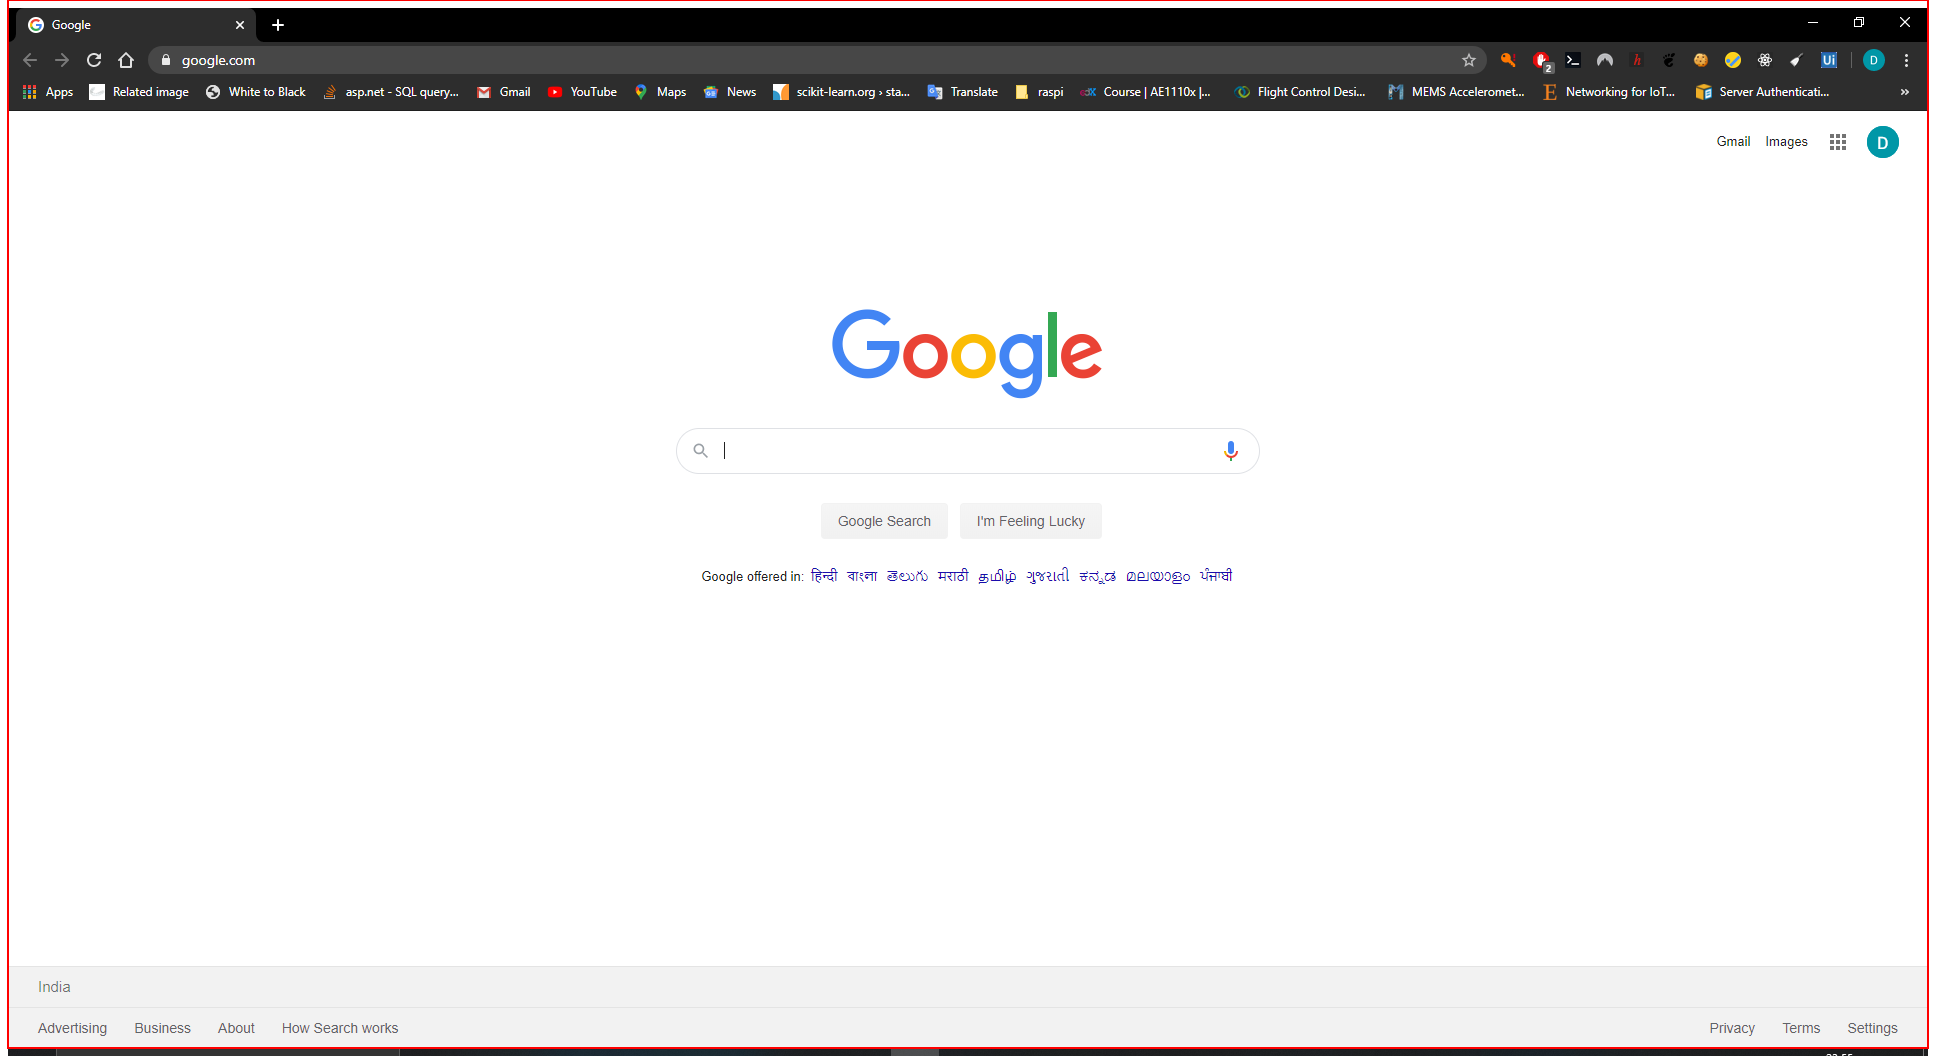 Google
google.com
2
Ui
D
Apps Related image White to Black asp.net - SQL query... Gmail YouTube Maps News scikit-learn.org › sta... Translate raspi edX Course | AE1110x |... Flight Control Desi... MEMS Acceleromet... E Networking for IoT... Server Authenticati... »
Gmail Images D
Google
Google Search I'm Feeling Lucky
Google offered in: हिन्दी বাংলা తెలుగు मराठी தமிழ் ગુજરાતી ಕನ್ನಡ മലയാളം ਪੰਜਾਬੀ
India
Advertising Business About How Search works Privacy Terms Settings